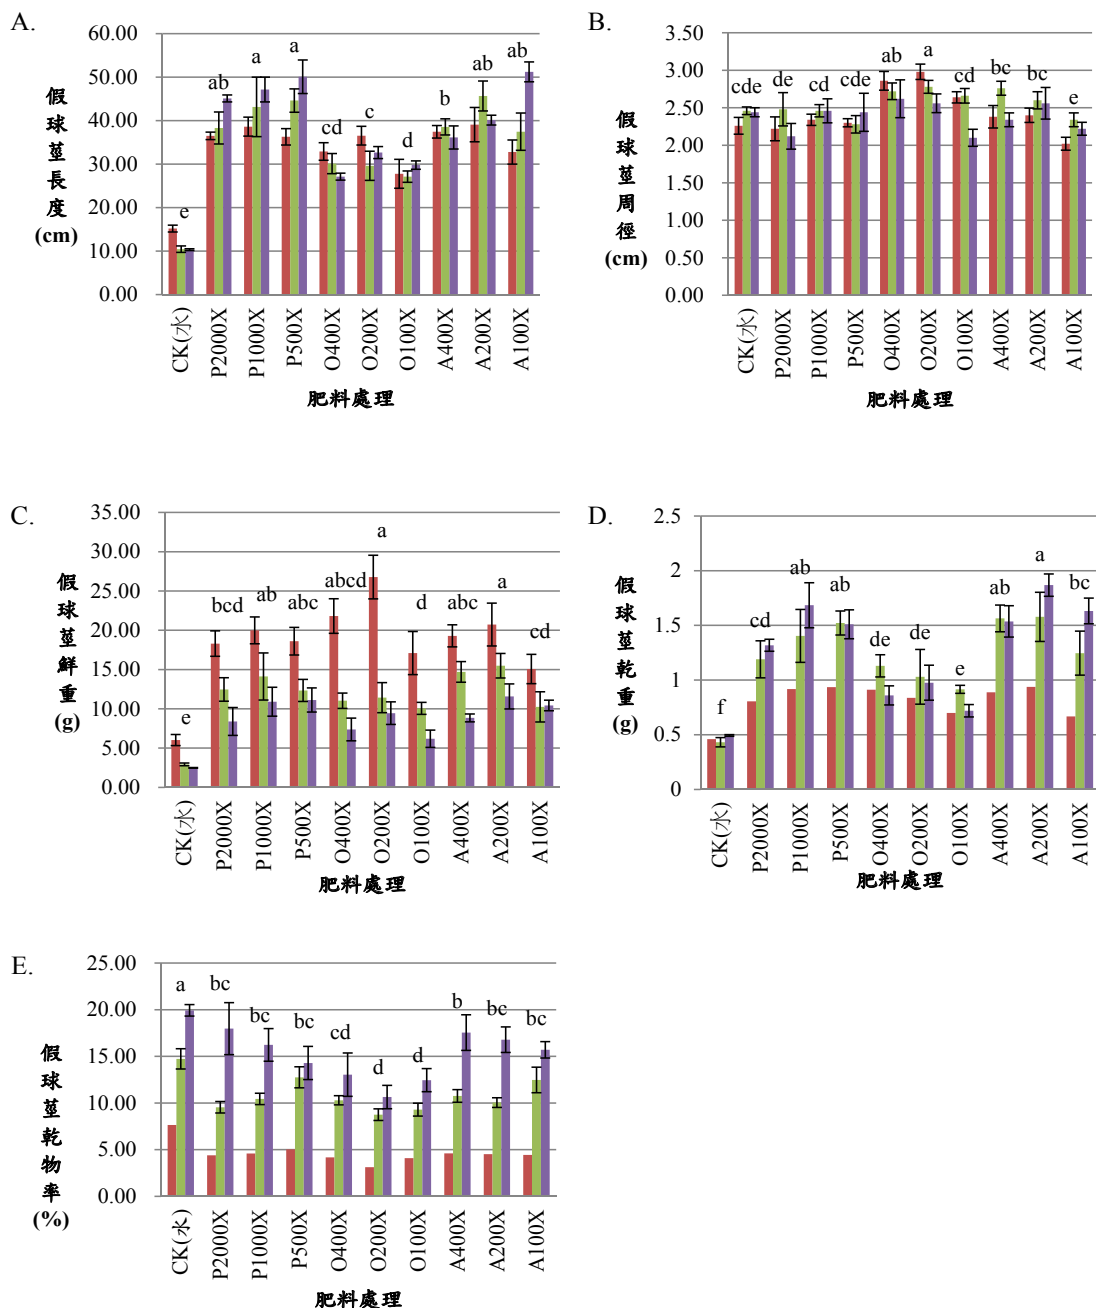 A.
60.00
50.00
40.00
30.00
20.00
10.00
0.00
假球莖長度
(cm)
e
ab
a
a
cd
c
d
b
ab
ab
CK(水)
P2000X
P1000X
P500X
O400X
O200X
O100X
A400X
A200X
A100X
肥料處理
B.
3.50
3.00
2.50
2.00
1.50
1.00
0.50
0.00
假球莖周徑
(cm)
cde
de
cd
cde
ab
a
cd
bc
bc
e
CK(水)
P2000X
P1000X
P500X
O400X
O200X
O100X
A400X
A200X
A100X
肥料處理
C.
35.00
30.00
25.00
20.00
15.00
10.00
5.00
0.00
假球莖鮮重
(g)
e
bcd
ab
abc
abcd
a
d
abc
a
cd
CK(水)
P2000X
P1000X
P500X
O400X
O200X
O100X
A400X
A200X
A100X
肥料處理
D.
2.5
2
1.5
1
0.5
0
假球莖乾重
(g)
f
cd
ab
ab
de
de
e
ab
a
bc
CK(水)
P2000X
P1000X
P500X
O400X
O200X
O100X
A400X
A200X
A100X
肥料處理
E.
25.00
20.00
15.00
10.00
5.00
0.00
假球莖乾物率
(%)
a
bc
bc
bc
cd
d
d
b
bc
bc
CK(水)
P2000X
P1000X
P500X
O400X
O200X
O100X
A400X
A200X
A100X
肥料處理